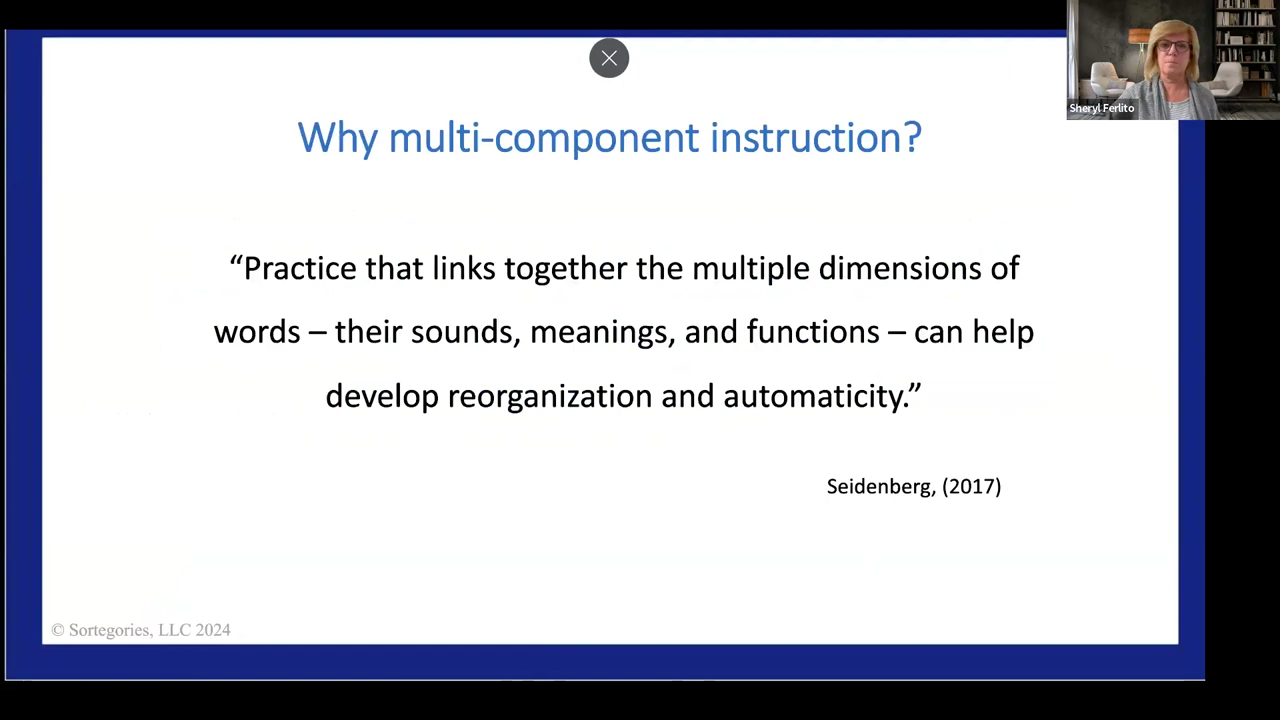 Sheryl Ferlito
Why multi-component instruction?
“Practice that links together the multiple dimensions of
words – their sounds, meanings, and functions – can help
develop reorganization and automaticity.”
Seidenberg, (2017)
© Sortegories, LLC 2024